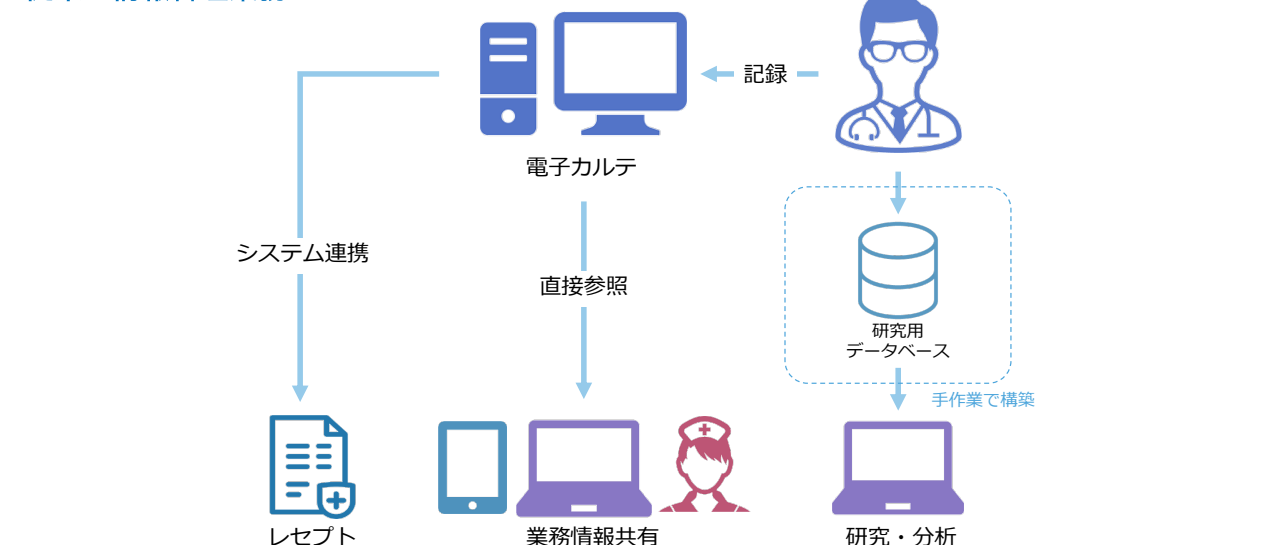 記録
電子カルテ
システム連携
直接参照
研究用
データベース
手作業で構築
レセプト
業務情報共有
研究・分析